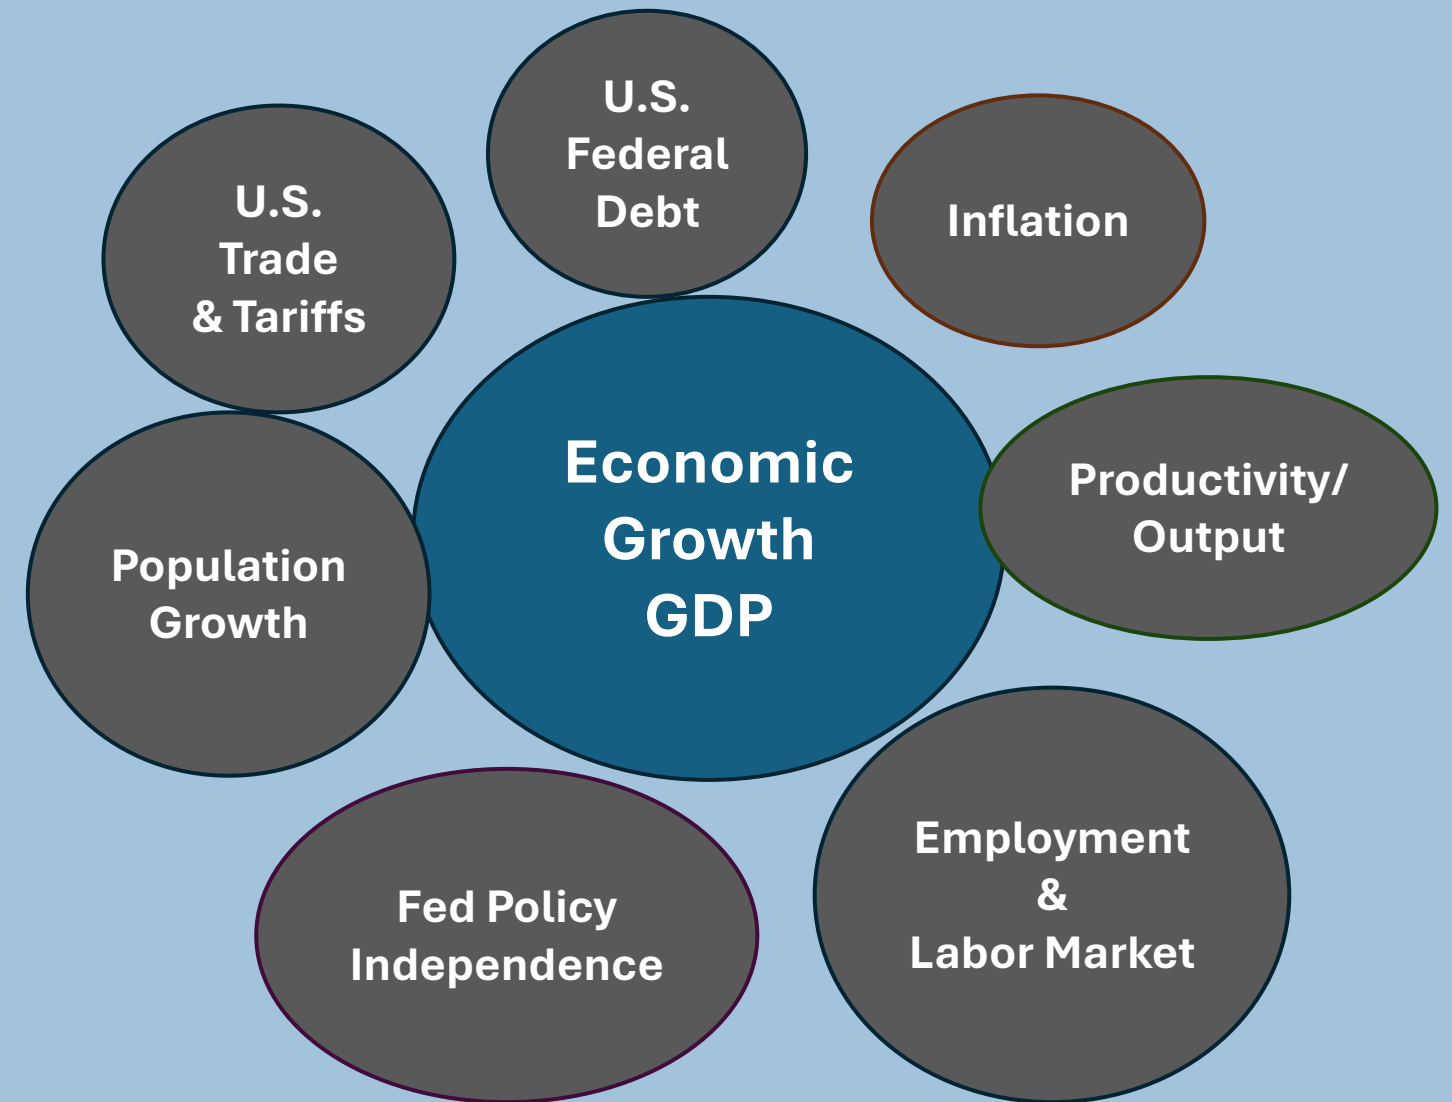 U.S.
Federal
Debt
U.S.
Trade
& Tariffs
Inflation
Economic
Growth
GDP
Productivity/
Output
Population
Growth
Employment
&
Labor Market
Fed Policy
Independence